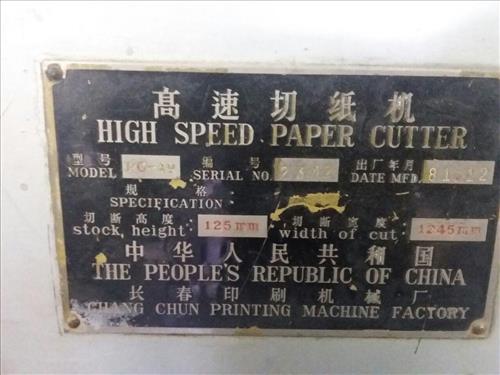 高速切纸机
HIGH SPEED PAPER CUTTER
型号 编号 出厂年月
MODEL SERIAL NO. DATE MFD.
规格
SPECIFICATION:
切断高度: 125mm 切断宽度: 1245mm
stock, height: width of cut:
中华人民共和国
THE PEOPLE'S REPUBLIC OF CHINA
长春印刷机械厂
CHANG CHUN PRINTING MACHINE FACTORY